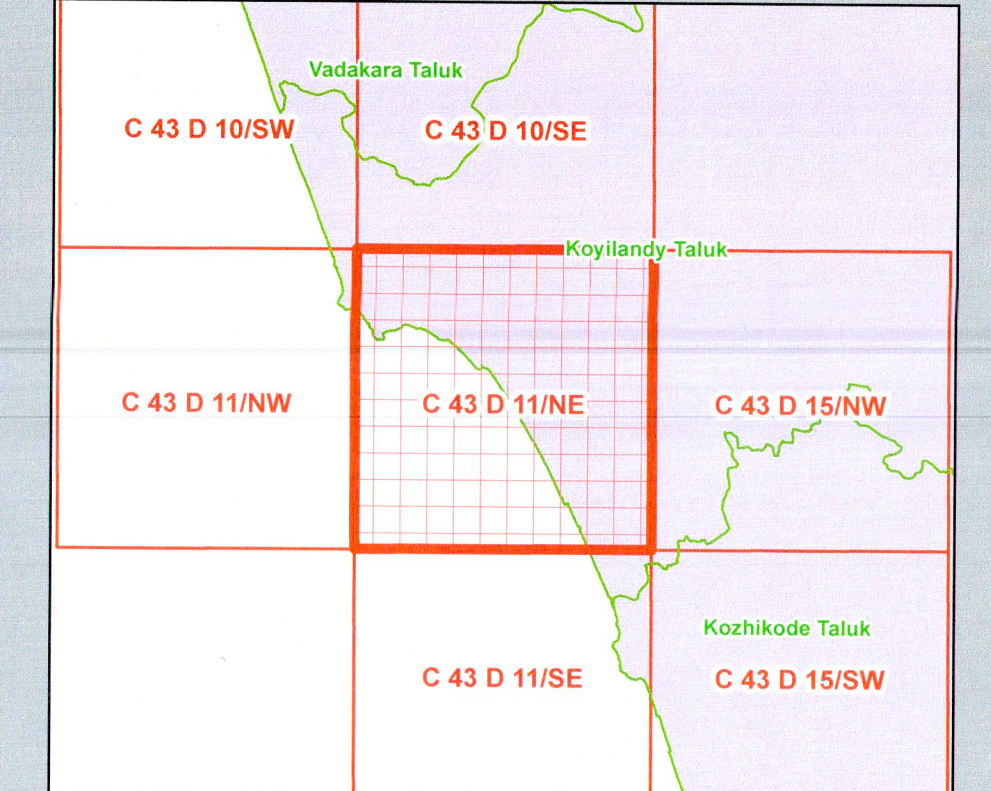 Vadakara Taluk
C 43 D 10/SW
C 43 D 10/SE
Koyilandy Taluk
C 43 D 11/NW
C 43 D 11/NE
C 43 D 15/NW
Kozhikode Taluk
C 43 D 11/SE
C 43 D 15/SW